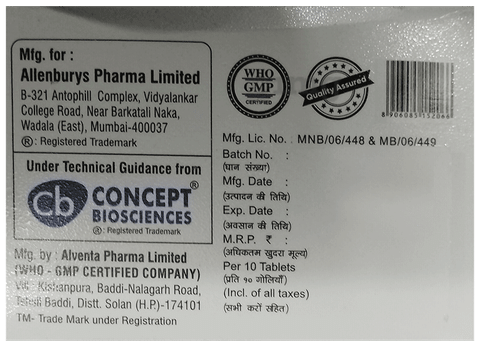 Mfg. for :
Allenburys Pharma Limited
B-321 Antophill Complex, Vidyalankar
College Road, Near Barkatali Naka,
Wadala (East), Mumbai-400037
®: Registered Trademark
Under Technical Guidance from
cb CONCEPT®
BIOSCIENCES
®: Registered Trademark
Mfg. by : Alventa Pharma Limited
(WHO - GMP CERTIFIED COMPANY)
Vill. Kishanpura, Baddi-Nalagarh Road,
Tehsil Baddi, Distt. Solan (H.P.)-174101
TM- Trade Mark under Registration
WHO
GMP
CERTIFIED
Quality Assured
8906085152066
Mfg. Lic. No. : MNB/06/448 & MB/06/449
Batch No. :
(घान संख्या)
Mfg. Date :
(उत्पादन की तिथि)
Exp. Date :
(अवसान की तिथि)
M.R.P. ₹ :
(अधिकतम खुदरा मूल्य)
Per 10 Tablets
(प्रति १० गोलियाँ)
(Incl. of all taxes)
(सभी करों सहित)